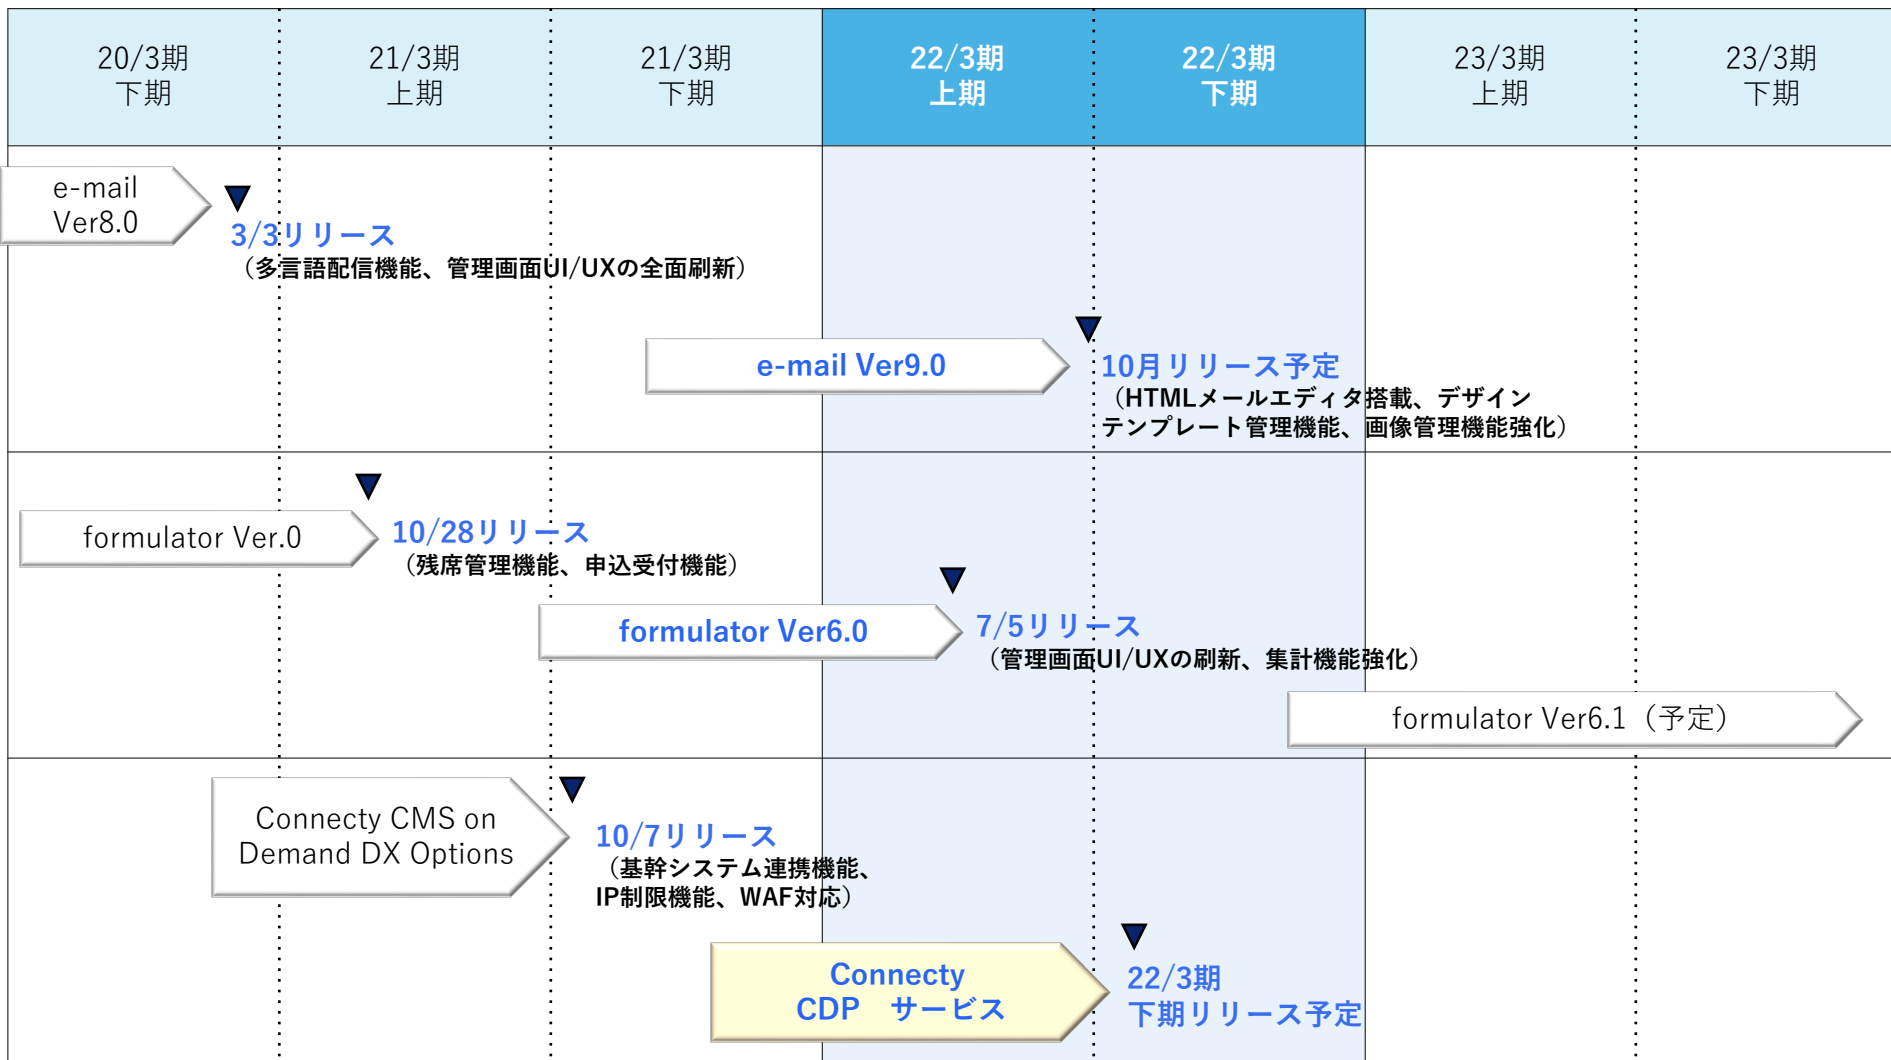 20/3期
下期
21/3期
上期
21/3期
下期
22/3期
上期
22/3期
下期
23/3期
上期
23/3期
下期
e-mail
Ver8.0
3/3リリース
（多言語配信機能、管理画面UI/UXの全面刷新）
e-mail Ver9.0
10月リリース予定
（HTMLメールエディタ搭載、デザイン
テンプレート管理機能、画像管理機能強化）
formulator Ver.0
10/28リリース
（残席管理機能、申込受付機能）
formulator Ver6.0
7/5リリース
（管理画面UI/UXの刷新、集計機能強化）
formulator Ver6.1（予定）
Connecty CMS on
Demand DX Options
10/7リリース
（基幹システム連携機能、
IP制限機能、WAF対応）
Connecty
CDP　サービス
22/3期
下期リリース予定